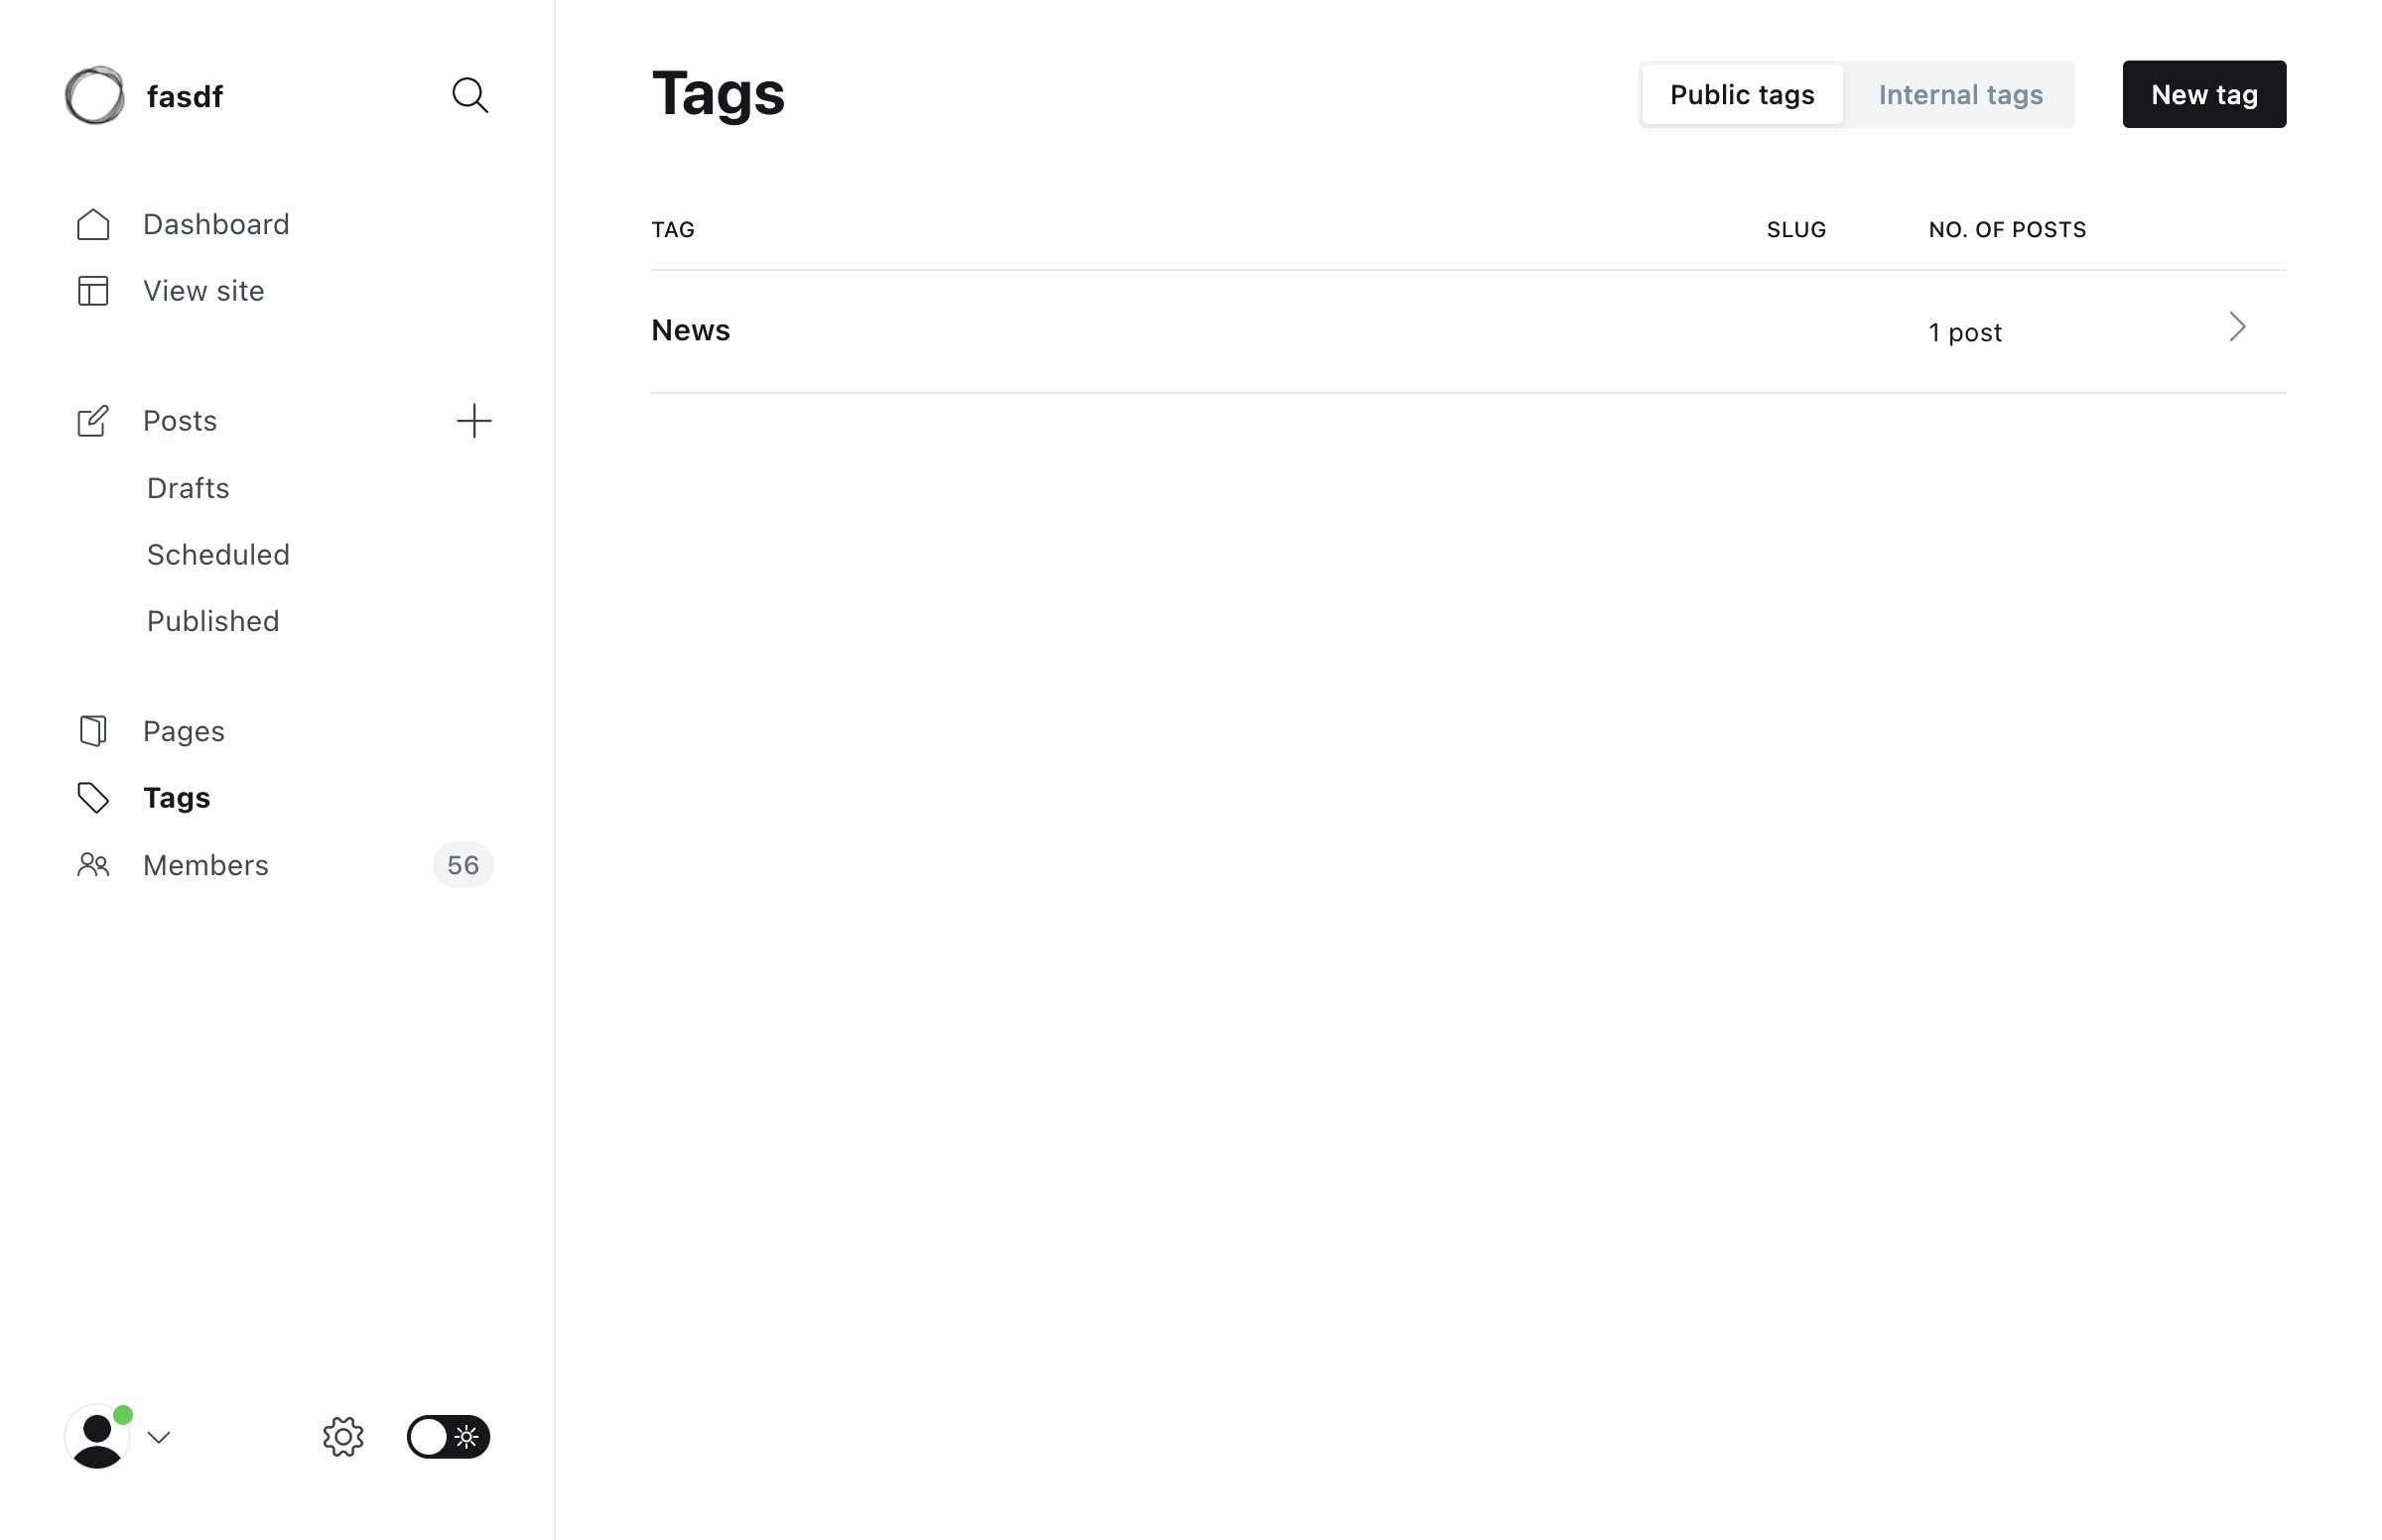 fasdf
Dashboard
View site
Posts
Drafts
Scheduled
Published
Pages
Tags
Members 56
Tags
Public tags Internal tags New tag
TAG SLUG NO. OF POSTS
News 1 post